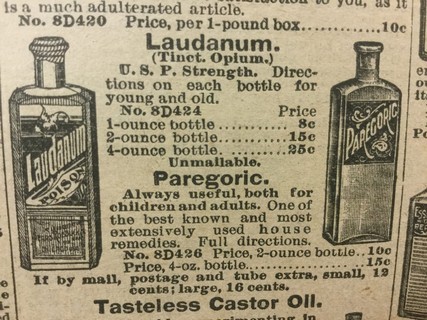 is a much adulterated article.
No. 8D420 Price, per 1-pound box............10c
Laudanum.
(Tinct. Opium.)
U. S. P. Strength. Direc-
tions on each bottle for
young and old.
No. 8D424 Price
1-ounce bottle............8c
2-ounce bottle............15c
4-ounce bottle............25c
Unmailable.
Laudanum
POISON
PAREGORIC
Paregoric.
Always useful, both for
children and adults. One of
the best known and most
extensively used house
remedies. Full directions.
No. 8D426 Price, 2-ounce bottle..10c
Price, 4-oz. bottle..............15c
If by mail, postage and tube extra, small, 12
cents; large, 16 cents.
Tasteless Castor Oil.